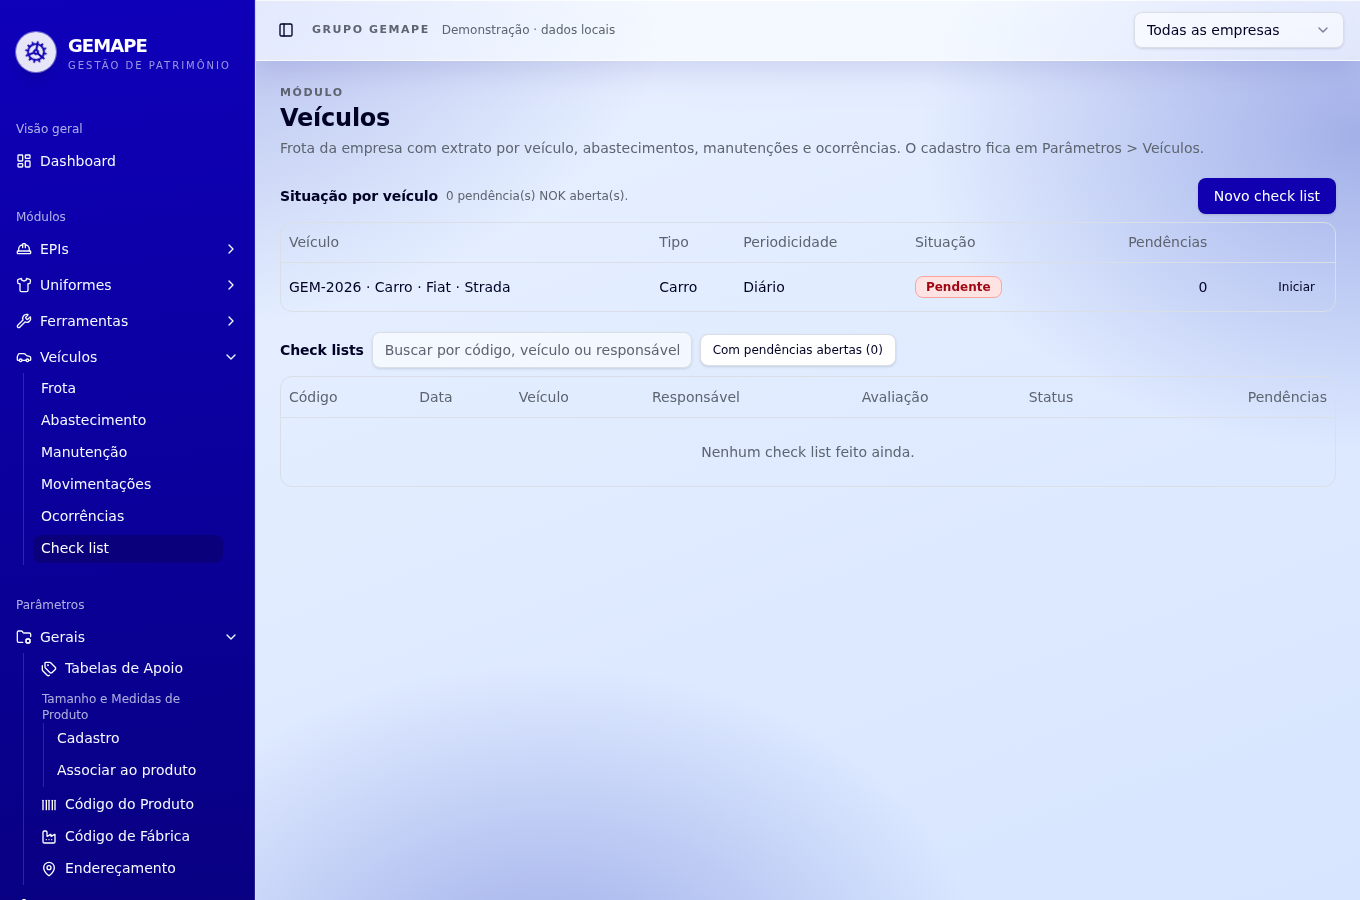 GEMAPE
GESTÃO DE PATRIMÔNIO
Visão geral
Dashboard
Módulos
EPIs
Uniformes
Ferramentas
Veículos
Frota
Abastecimento
Manutenção
Movimentações
Ocorrências
Check list
Parâmetros
Gerais
Tabelas de Apoio
Tamanho e Medidas de
Produto
Cadastro
Associar ao produto
Código do Produto
Código de Fábrica
Endereçamento
GRUPO GEMAPE Demonstração · dados locais
Todas as empresas
MÓDULO
Veículos
Frota da empresa com extrato por veículo, abastecimentos, manutenções e ocorrências. O cadastro fica em Parâmetros > Veículos.
Situação por veículo 0 pendência(s) NOK aberta(s).
Novo check list
Veículo Tipo Periodicidade Situação Pendências
GEM-2026 · Carro · Fiat · Strada Carro Diário Pendente 0 Iniciar
Check lists Buscar por código, veículo ou responsável Com pendências abertas (0)
Código Data Veículo Responsável Avaliação Status Pendências
Nenhum check list feito ainda.